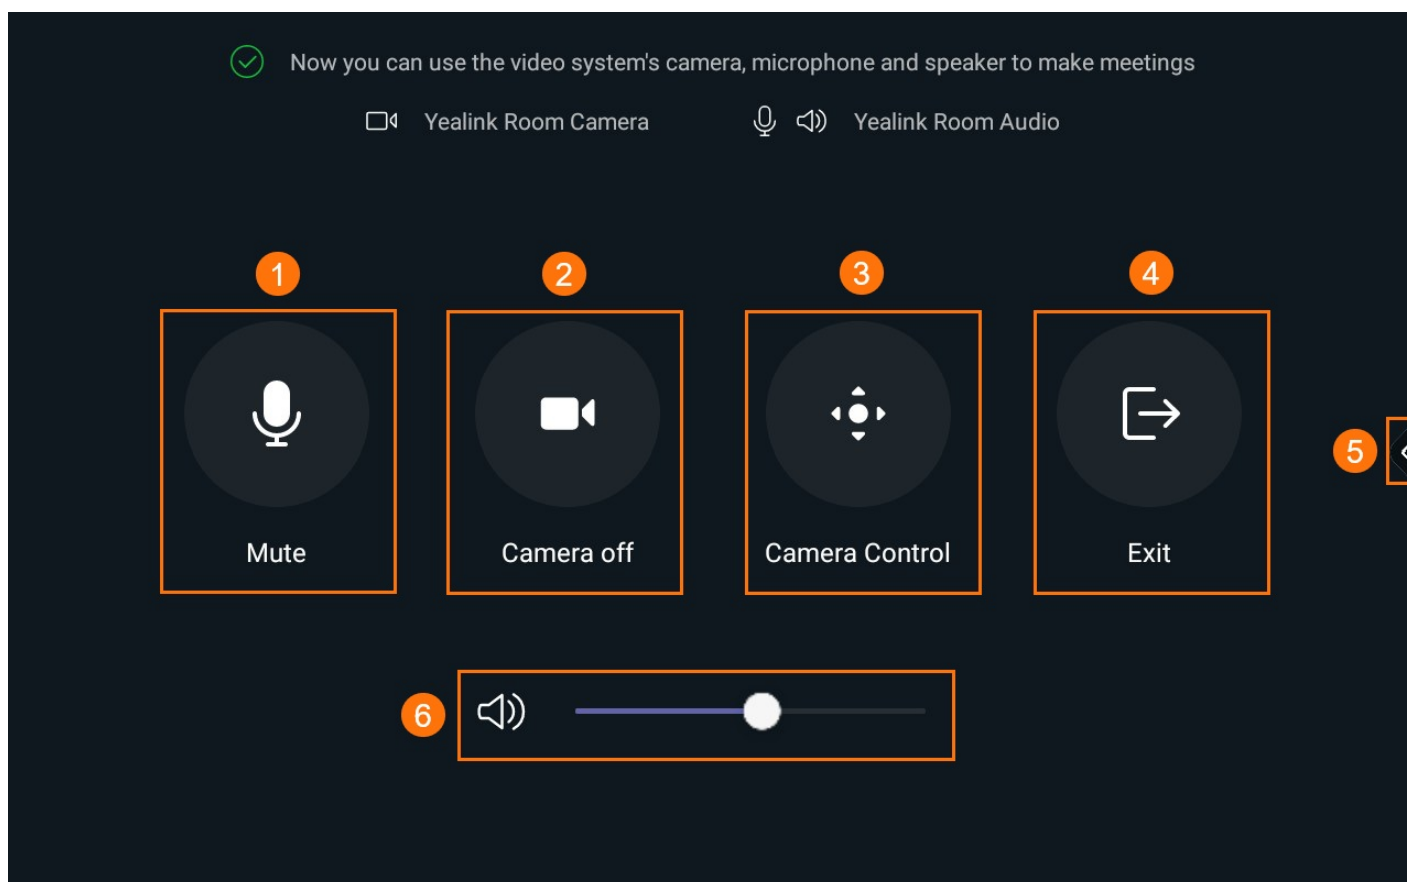 Now you can use the video system's camera, microphone and speaker to make meetings
Yealink Room Camera
Yealink Room Audio
1
2
3
4
Mute
Camera off
Camera Control
Exit
5
6